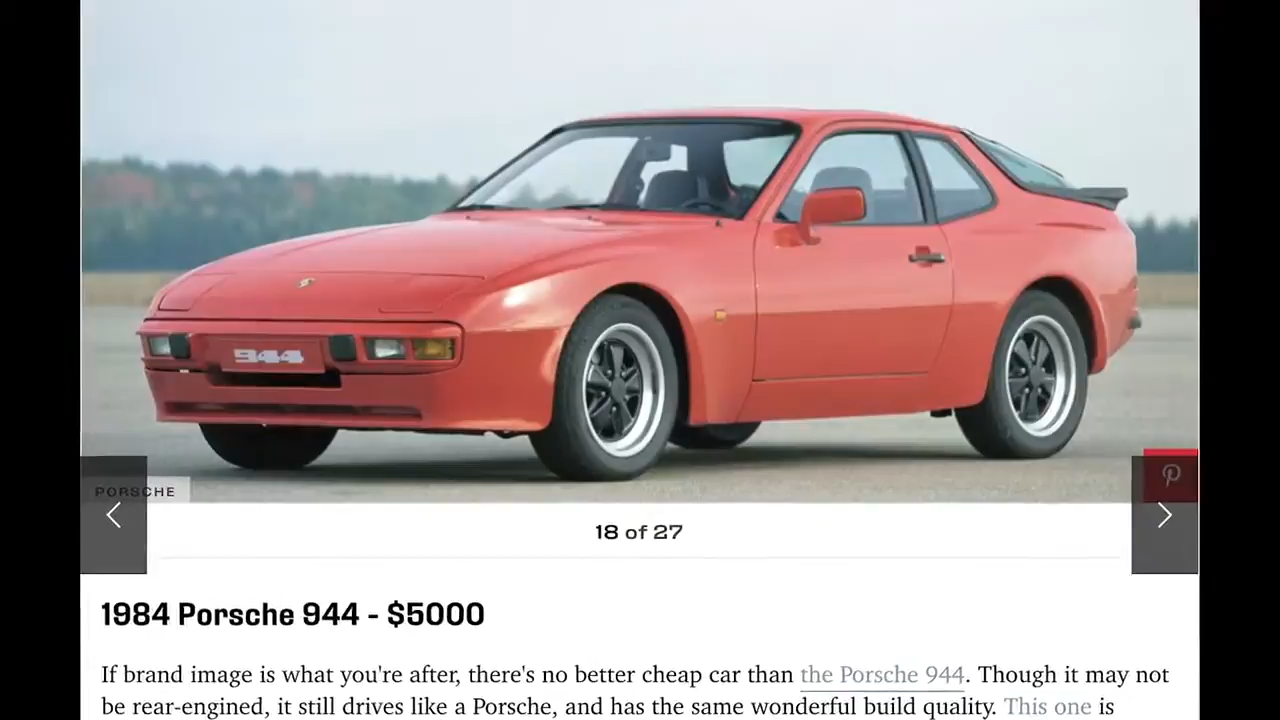 944
PORSCHE
18 of 27
1984 Porsche 944 - $5000
If brand image is what you're after, there's no better cheap car than the Porsche 944. Though it may not
be rear-engined, it still drives like a Porsche, and has the same wonderful build quality. This one is